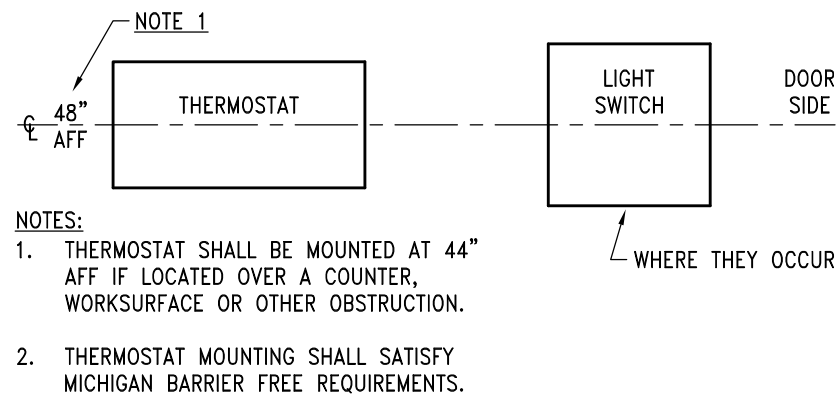 NOTE 1
℄ 48"
AFF
THERMOSTAT
LIGHT
SWITCH
DOOR
SIDE
WHERE THEY OCCUR
NOTES:
1. THERMOSTAT SHALL BE MOUNTED AT 44"
AFF IF LOCATED OVER A COUNTER,
WORKSURFACE OR OTHER OBSTRUCTION.
2. THERMOSTAT MOUNTING SHALL SATISFY
MICHIGAN BARRIER FREE REQUIREMENTS.